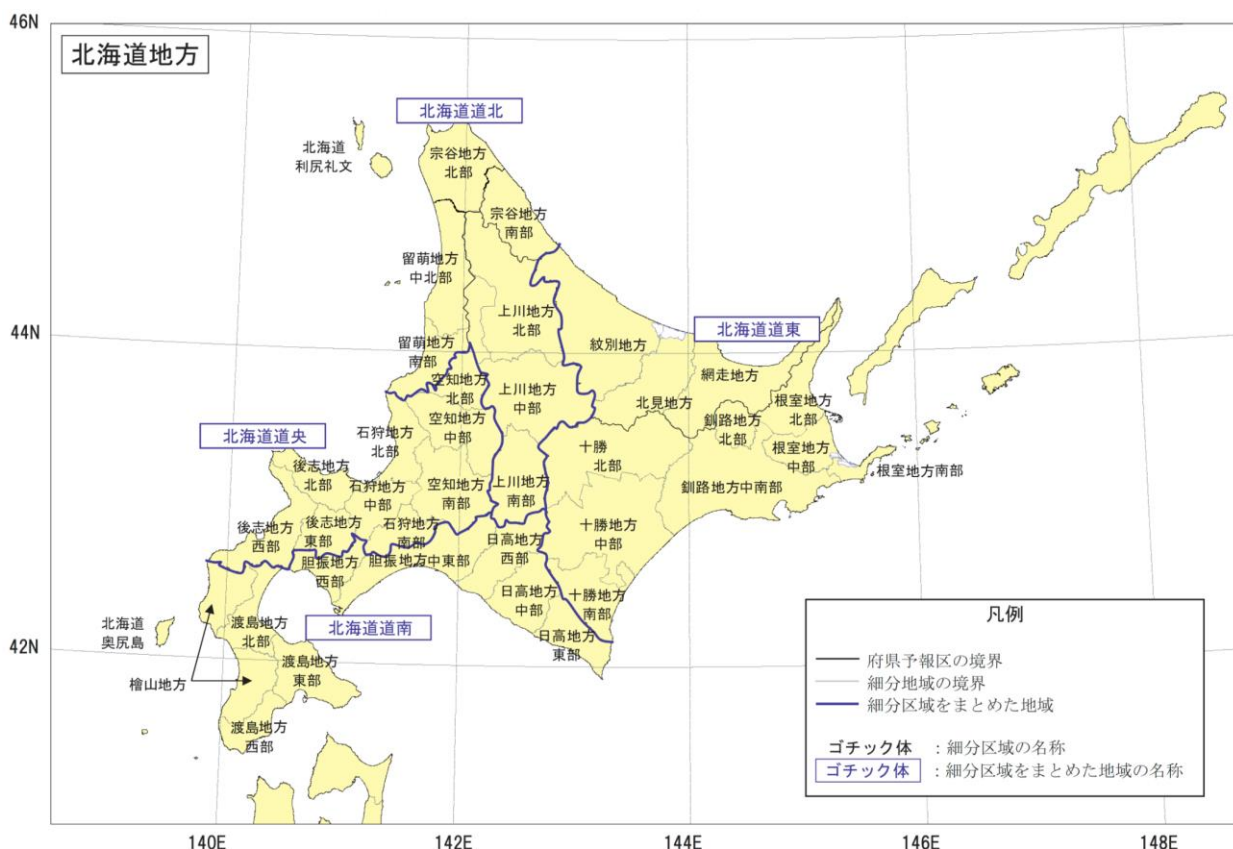 46N
北海道地方
北海道道北
北海道
利尻礼文
宗谷地方
北部
宗谷地方
南部
留萌地方
中北部
上川地方
北部
44N
北海道道東
留萌地方
南部
紋別地方
網走地方
空知地方
北部
上川地方
中部
北見地方
根室地方
北部
釧路地方
北部
空知地方
中部
北海道道央
石狩地方
北部
十勝
北部
根室地方
中部
根室地方南部
後志地方
北部
石狩地方
中部
空知地方
南部
上川地方
南部
釧路地方中南部
後志地方
西部
後志地方
東部
石狩地方
南部
十勝地方
中部
日高地方
西部
胆振地方
西部
胆振地方中東部
日高地方
中部
十勝地方
南部
北海道
奥尻島
渡島地方
北部
北海道道南
日高地方
東部
42N
檜山地方
渡島地方
東部
渡島地方
西部
凡例
府県予報区の境界
細分地域の境界
細分区域をまとめた地域
ゴチック体 :細分区域の名称
ゴチック体 :細分区域をまとめた地域の名称
140E
142E
144E
146E
148E